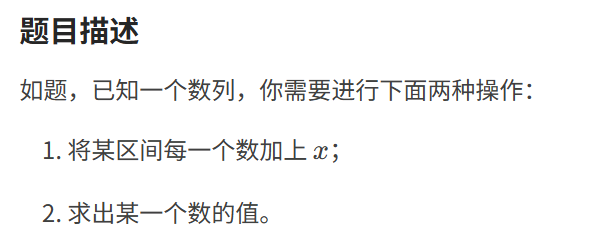 题目描述
如题，已知一个数列，你需要进行下面两种操作：
1. 将某区间每一个数加上 x；
2. 求出某一个数的值。